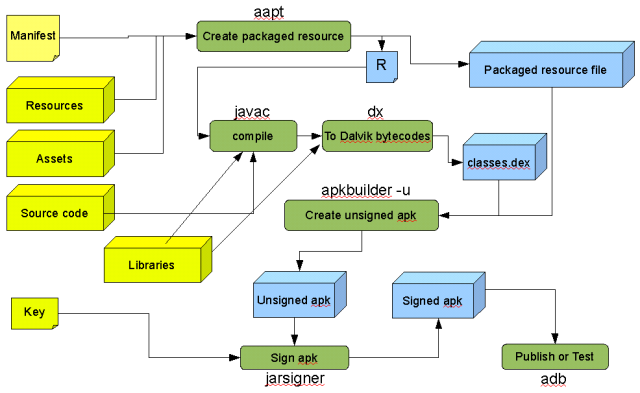 aapt
Manifest
Create packaged resource
R
Packaged resource file
Resources
javac
dx
compile
To Dalvik bytecodes
Assets
classes.dex
apkbuilder -u
Source code
Create unsigned apk
Libraries
Unsigned apk
Signed apk
Key
Sign apk
Publish or Test
jarsigner
adb